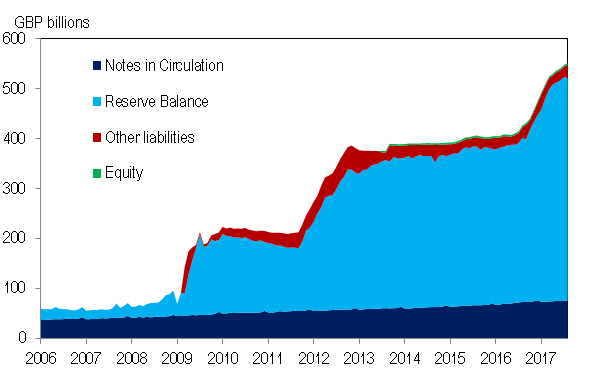 GBP billions
600
500
400
300
200
100
0
Notes in Circulation
Reserve Balance
Other liabilities
Equity
2006 2007 2008 2009 2010 2011 2012 2013 2014 2015 2016 2017